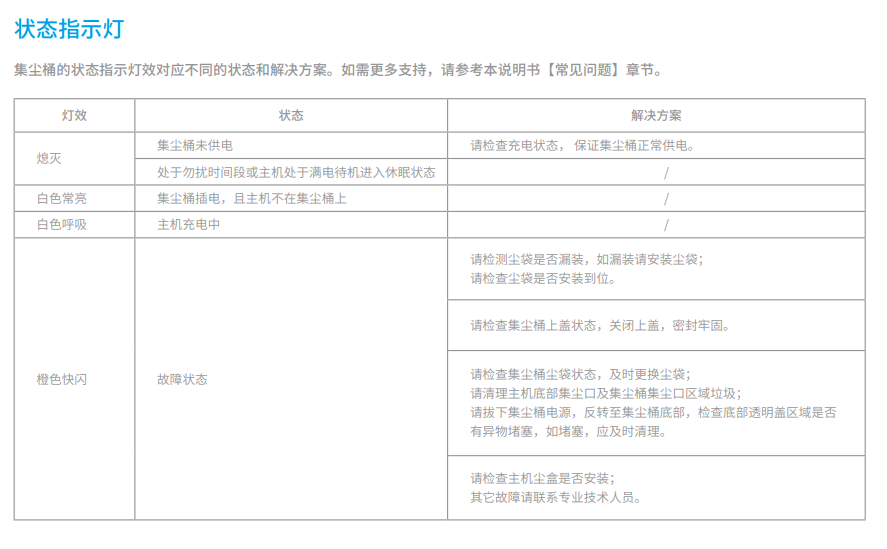 状态指示灯
集尘桶的状态指示灯效对应不同的状态和解决方案。如需更多支持，请参考本说明书【常见问题】章节。
灯效 状态 解决方案
熄灭
集尘桶未供电 请检查充电状态， 保证集尘桶正常供电。
处于勿扰时间段或主机处于满电待机进入休眠状态 /
白色常亮 集尘桶插电，且主机不在集尘桶上 /
白色呼吸 主机充电中 /
橙色快闪 故障状态
请检测尘袋是否漏装，如漏装请安装尘袋；
请检查尘袋是否安装到位。
请检查集尘桶上盖状态，关闭上盖，密封牢固。
请检查集尘桶尘袋状态，及时更换尘袋；
请清理主机底部集尘口及集尘桶集尘口区域垃圾；
请拔下集尘桶电源，反转至集尘桶底部，检查底部透明盖区域是否
有异物堵塞，如堵塞，应及时清理。
请检查主机尘盒是否安装；
其它故障请联系专业技术人员。